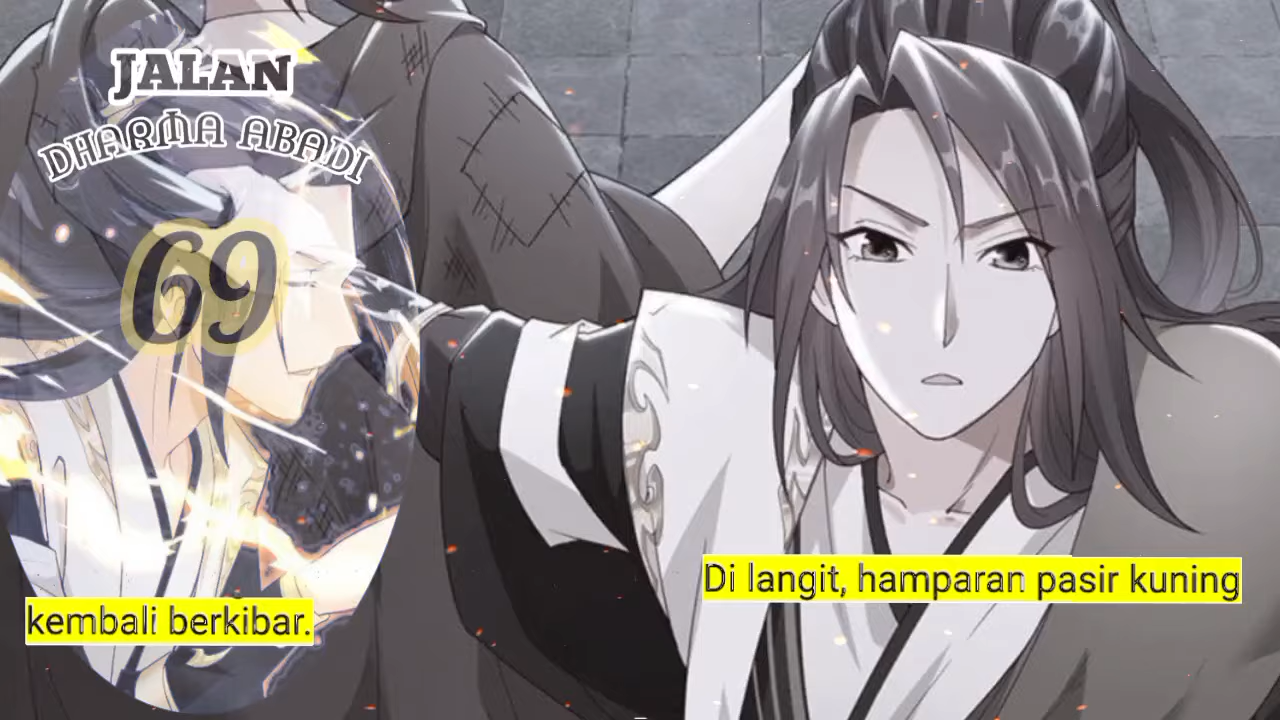 JALAN
DHARMA ABADI
69
Di langit, hamparan pasir kuning
kembali berkibar.